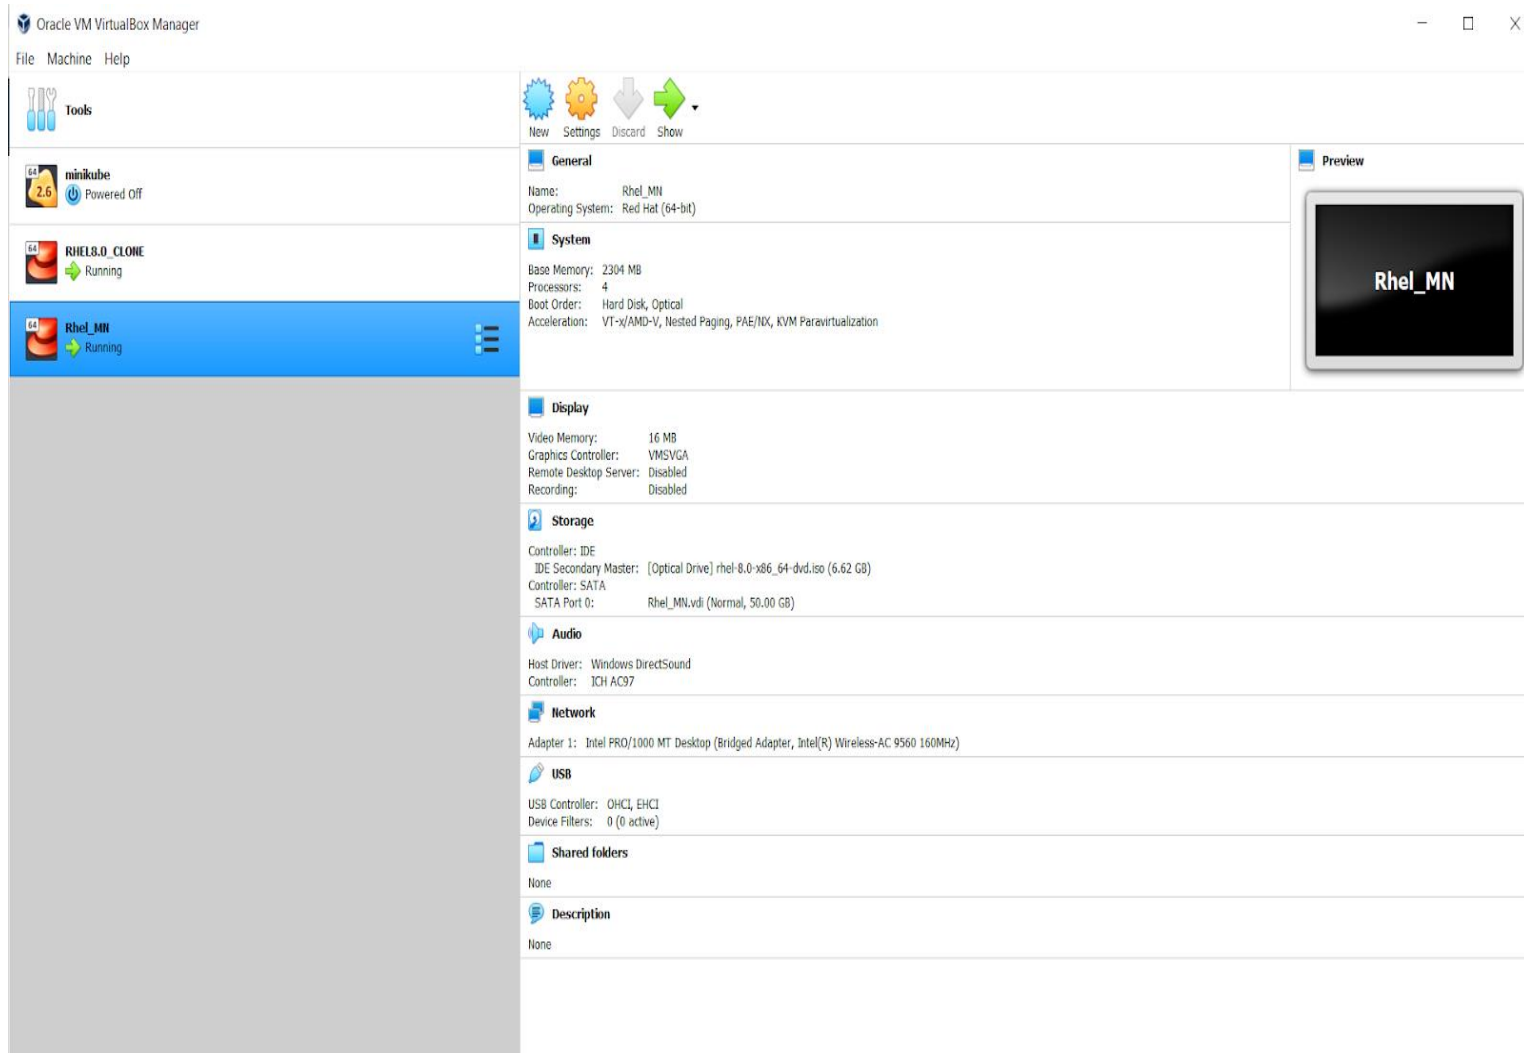 Oracle VM VirtualBox Manager
File Machine Help
Tools
64
2.6
minikube
Powered Off
64
RHEL8.0_CLONE
Running
64
Rhel_MN
Running
New Settings Discard Show
General
Name: Rhel_MN
Operating System: Red Hat (64-bit)
Preview
Rhel_MN
System
Base Memory: 2304 MB
Processors: 4
Boot Order: Hard Disk, Optical
Acceleration: VT-x/AMD-V, Nested Paging, PAE/NX, KVM Paravirtualization
Display
Video Memory: 16 MB
Graphics Controller: VMSVGA
Remote Desktop Server: Disabled
Recording: Disabled
Storage
Controller: IDE
IDE Secondary Master: [Optical Drive] rhel-8.0-x86_64-dvd.iso (6.62 GB)
Controller: SATA
SATA Port 0: Rhel_MN.vdi (Normal, 50.00 GB)
Audio
Host Driver: Windows DirectSound
Controller: ICH AC97
Network
Adapter 1: Intel PRO/1000 MT Desktop (Bridged Adapter, Intel(R) Wireless-AC 9560 160MHz)
USB
USB Controller: OHCI, EHCI
Device Filters: 0 (0 active)
Shared folders
None
Description
None